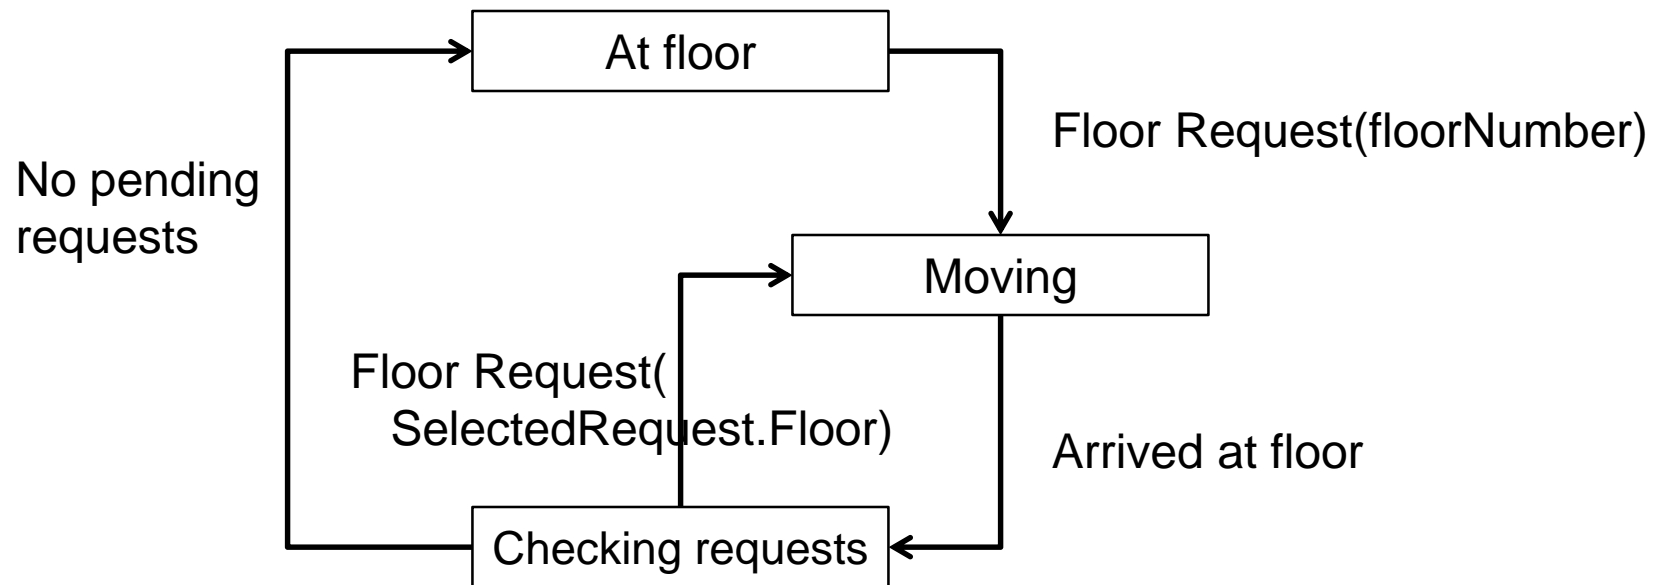 At floor
Floor Request(floorNumber)
No pending
requests
Moving
Floor Request(
SelectedRequest.Floor)
Arrived at floor
Checking requests